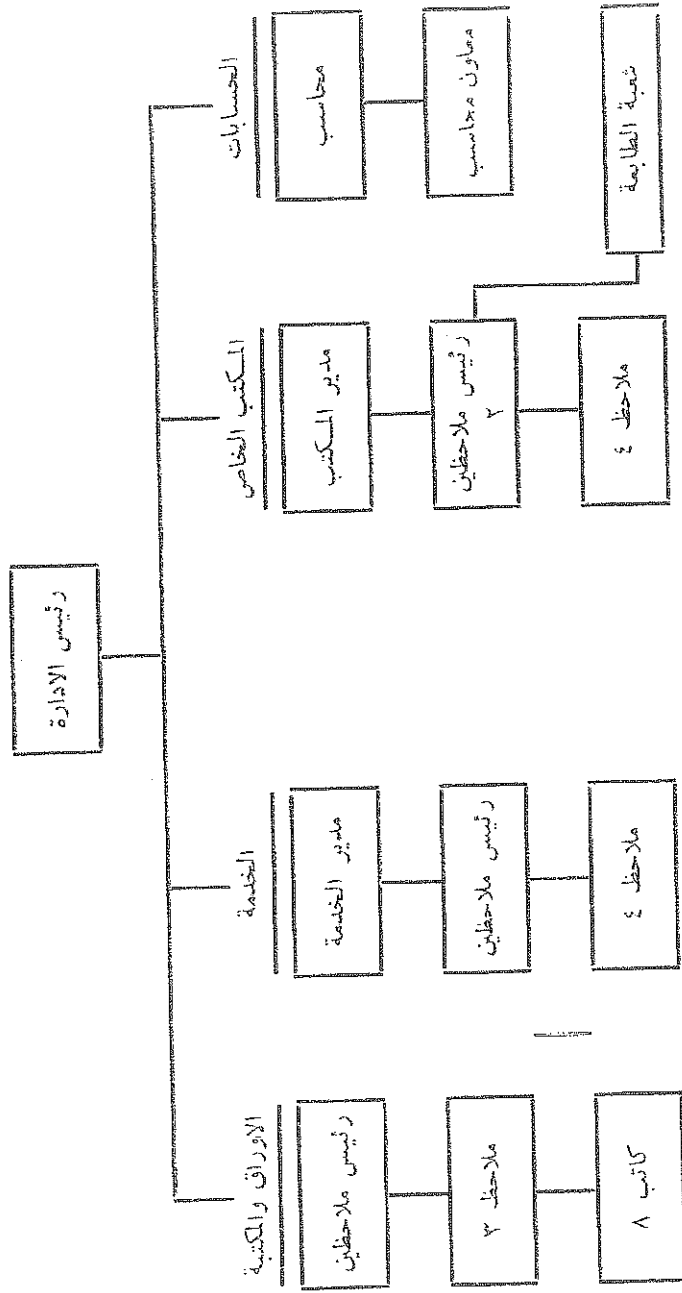 رئيس الادارة
الحسابات
محاسب
معاون محاسب
المكتب الخاص
مدير المكتب
رئيس ملاحظين
٢
ملاحظ ٤
شعبة الطابعة
الخدمة
مدير الخدمة
رئيس ملاحظين
ملاحظ ٤
الاوراق والمكتبة
رئيس ملاحظين
ملاحظ ٣
كاتب ٨